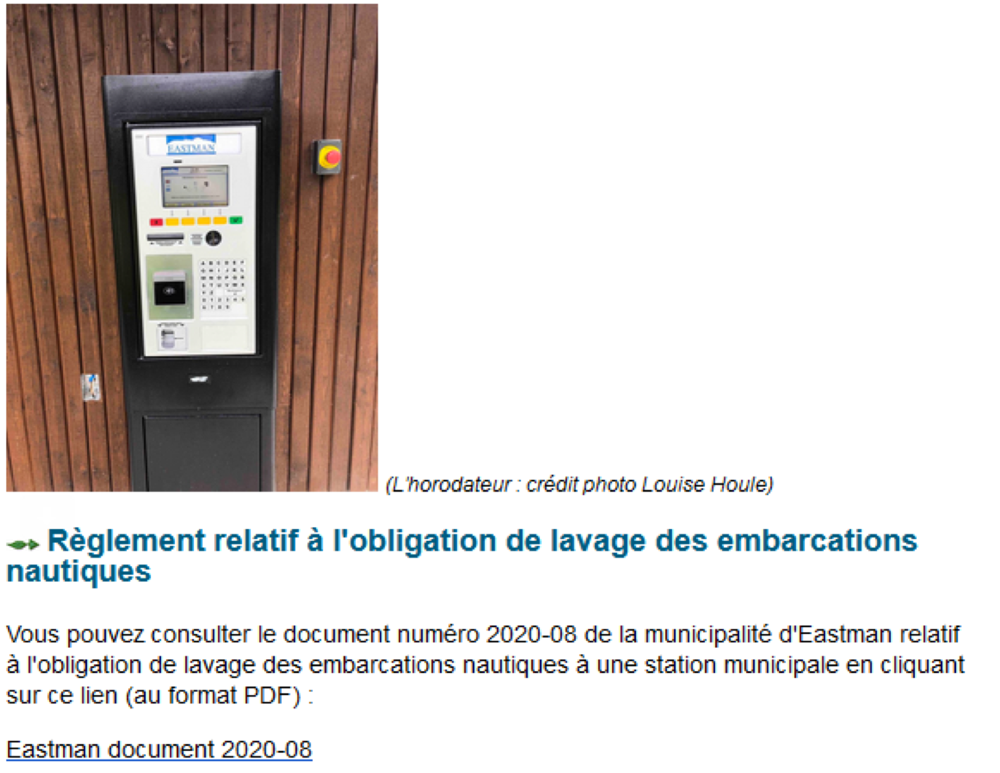 EASTMAN
(L'horodateur : crédit photo Louise Houle)
Règlement relatif à l'obligation de lavage des embarcations
nautiques
Vous pouvez consulter le document numéro 2020-08 de la municipalité d'Eastman relatif
à l'obligation de lavage des embarcations nautiques à une station municipale en cliquant
sur ce lien (au format PDF) :
Eastman document 2020-08